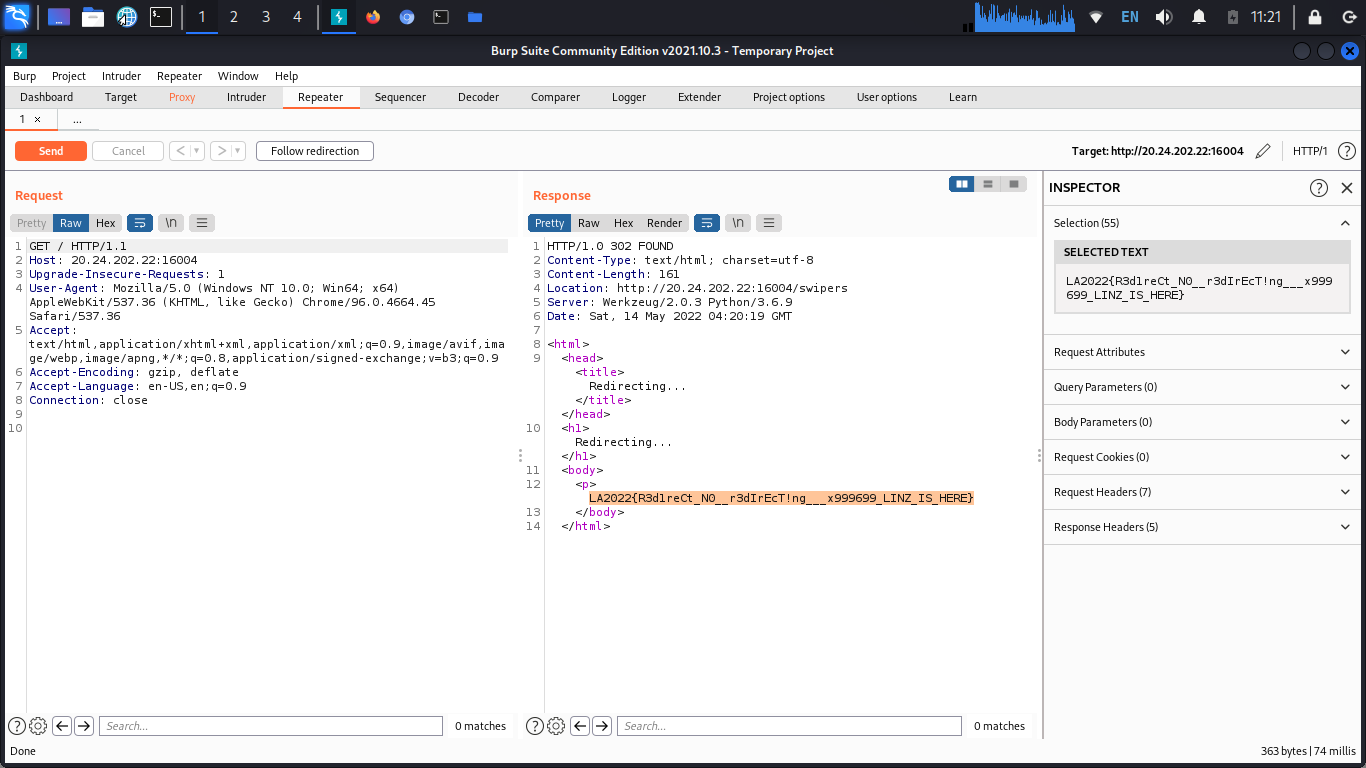 1 2 3 4 EN 11:21
Burp Suite Community Edition v2021.10.3 - Temporary Project
Burp Project Intruder Repeater Window Help
Dashboard Target Proxy Intruder Repeater Sequencer Decoder Comparer Logger Extender Project options User options Learn
1 × ...
Send Cancel < > Follow redirection Target: http://20.24.202.22:16004 HTTP/1 ?
Request
Pretty Raw Hex \n
1 GET / HTTP/1.1
2 Host: 20.24.202.22:16004
3 Upgrade-Insecure-Requests: 1
4 User-Agent: Mozilla/5.0 (Windows NT 10.0; Win64; x64)
AppleWebKit/537.36 (KHTML, like Gecko) Chrome/96.0.4664.45
Safari/537.36
5 Accept:
text/html,application/xhtml+xml,application/xml;q=0.9,image/avif,ima
ge/webp,image/apng,*/*;q=0.8,application/signed-exchange;v=b3;q=0.9
6 Accept-Encoding: gzip, deflate
7 Accept-Language: en-US,en;q=0.9
8 Connection: close
9
10
? Search... 0 matches
Response
Pretty Raw Hex Render \n
1 HTTP/1.0 302 FOUND
2 Content-Type: text/html; charset=utf-8
3 Content-Length: 161
4 Location: http://20.24.202.22:16004/swipers
5 Server: Werkzeug/2.0.3 Python/3.6.9
6 Date: Sat, 14 May 2022 04:20:19 GMT
7
8 <html>
9 <head>
<title>
Redirecting...
</title>
</head>
10 <h1>
Redirecting...
</h1>
11 <body>
12 <p>
LA2022{R3d1reCt_N0__r3dIrEcT!ng___x999699_LINZ_IS_HERE}
13 </body>
14 </html>
? Search... 0 matches
INSPECTOR ?
Selection (55)
SELECTED TEXT
LA2022{R3d1reCt_N0__r3dIrEcT!ng___x999
699_LINZ_IS_HERE}
Request Attributes
Query Parameters (0)
Body Parameters (0)
Request Cookies (0)
Request Headers (7)
Response Headers (5)
Done 363 bytes | 74 millis